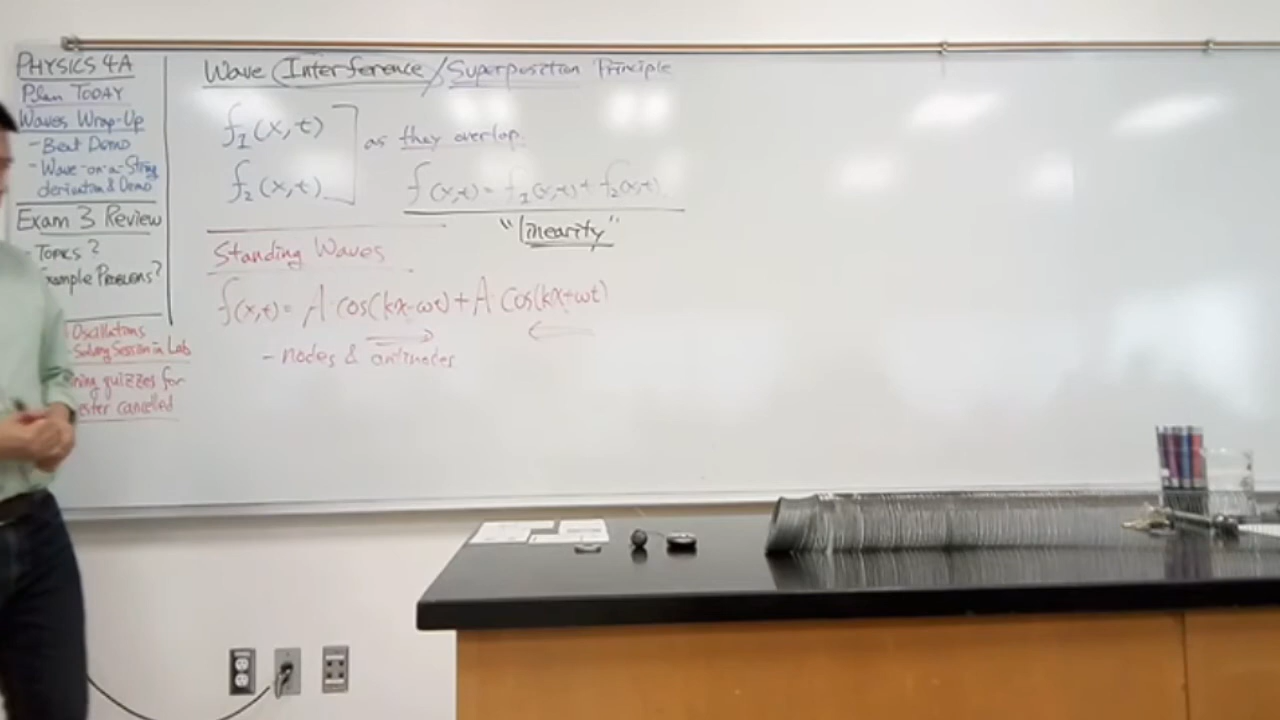 PHYSICS 4A
Plan TODAY
Waves Wrap-Up
- Beat Demo
- Wave-on-a-String
derivation & Demo
Exam 3 Review
- TOPICS?
Example PROBLEMS?
Oscillations
Solving Session in Lab
quizzes for
cancelled
Wave Interference/Superposition Principle
f₁(x,t)
f₂(x,t)
as they overlap.
f(x,t) = f₁(x,t) + f₂(x,t)
"Linearity"
Standing Waves
f(x,t) = A cos(kx-ωt) + A cos(kx+ωt)
- nodes & antinodes